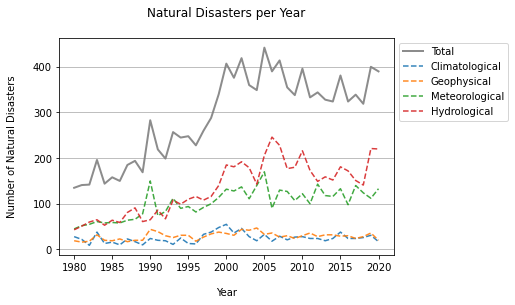 Natural Disasters per Year
Number of Natural Disasters
400
300
200
100
0
1980
1985
1990
1995
2000
2005
2010
2015
2020
Year
Total
Climatological
Geophysical
Meteorological
Hydrological